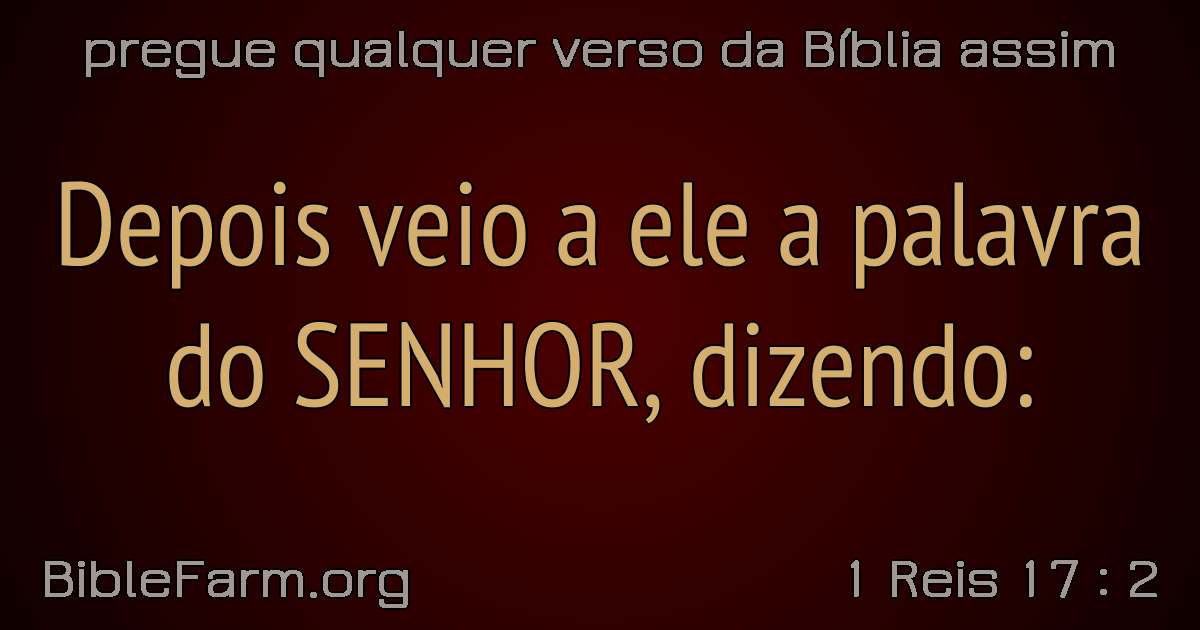 pregue qualquer verso da Bíblia assim
Depois veio a ele a palavra
do SENHOR, dizendo:
BibleFarm.org
1 Reis 17 : 2